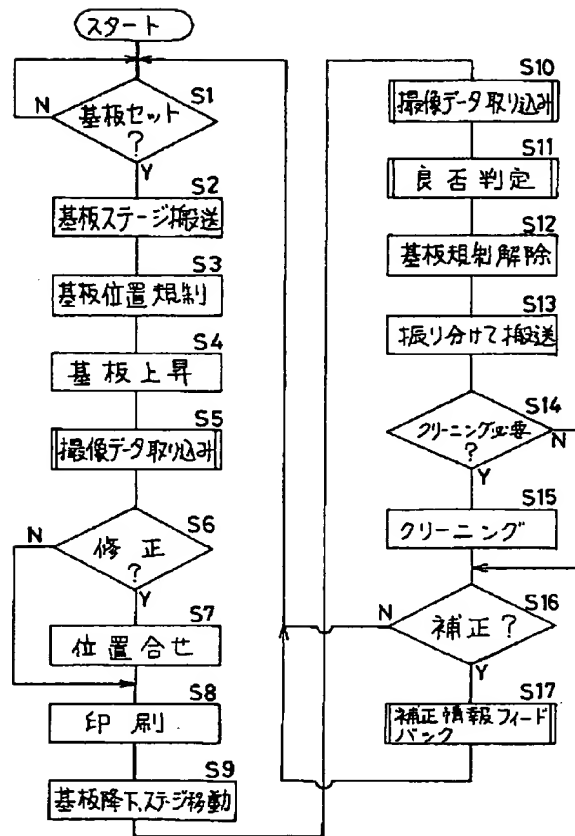 スタート
S1
N
基板セット
?
Y
S2
基板ステージ搬送
S3
基板位置規制
S4
基板上昇
S5
撮像データ取り込み
S6
N
修正
?
Y
S7
位置合せ
S8
印刷
S9
基板降下,ステージ移動
S10
撮像データ取り込み
S11
良否判定
S12
基板規制解除
S13
振り分けて搬送
S14
クリーニング必要
?
N
Y
S15
クリーニング
S16
N
補正?
Y
S17
補正情報フィード
バック